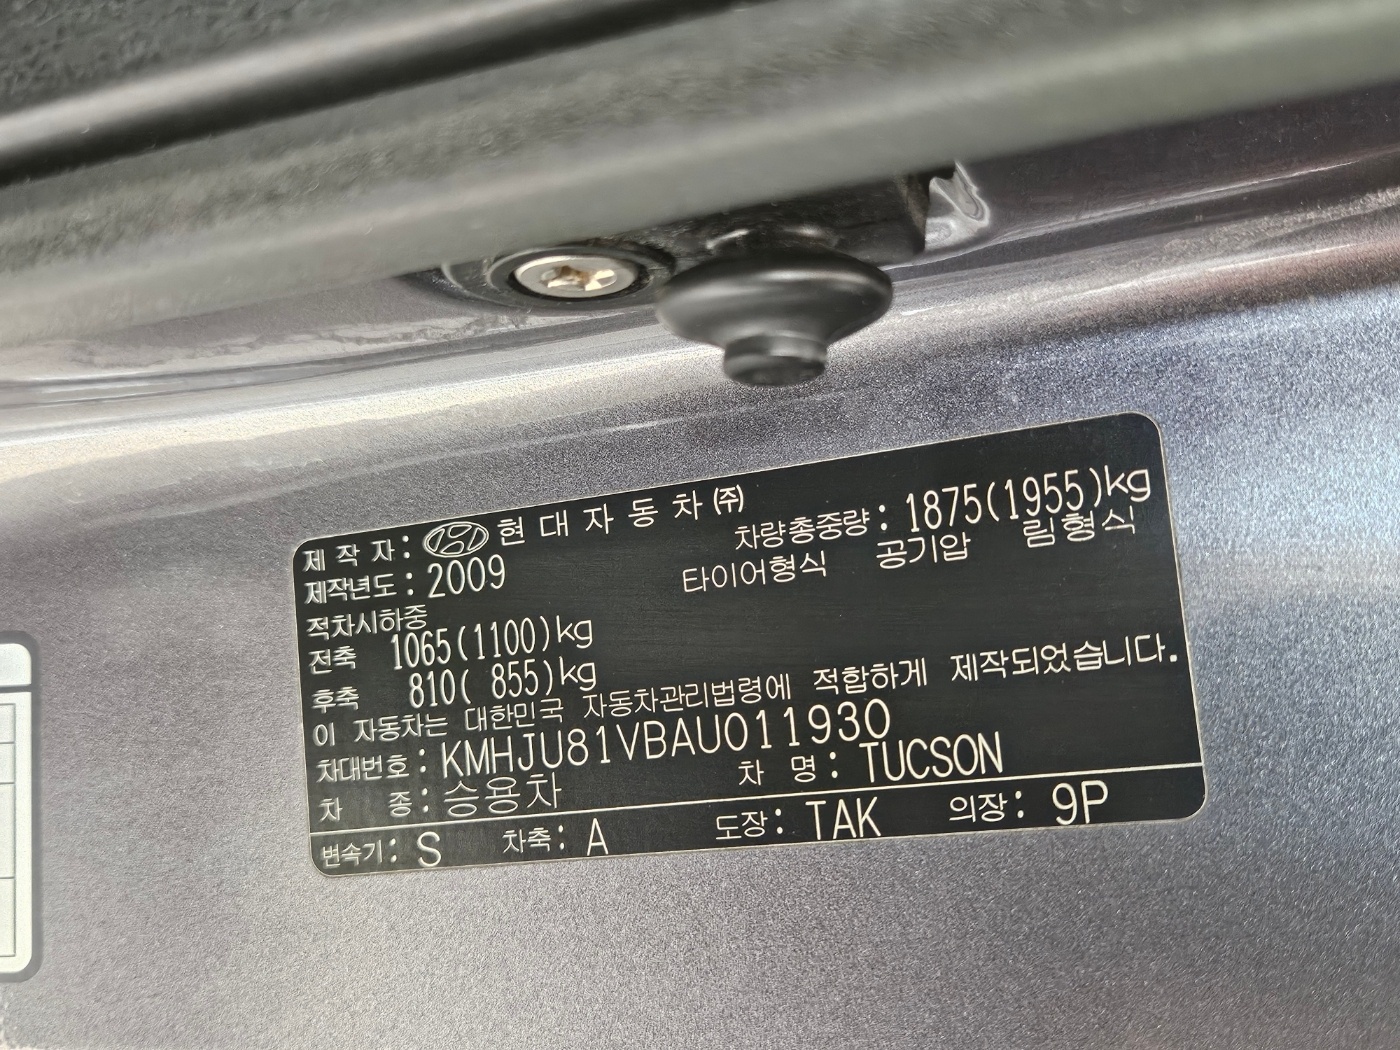 제 작 자 : 현 대 자 동 차 ㈜
제작년도 : 2009 차량총중량 : 1875(1955)kg
적차시하중 타이어형식 공기압 림형식
전축 1065(1100)kg
후축 810( 855)kg
이 자동차는 대한민국 자동차관리법령에 적합하게 제작되었습니다.
차대번호 : KMHJU81VBAU011930
차 종 : 승용차 차 명 : TUCSON
변속기 : S 차축 : A 도장 : TAK 의장 : 9P